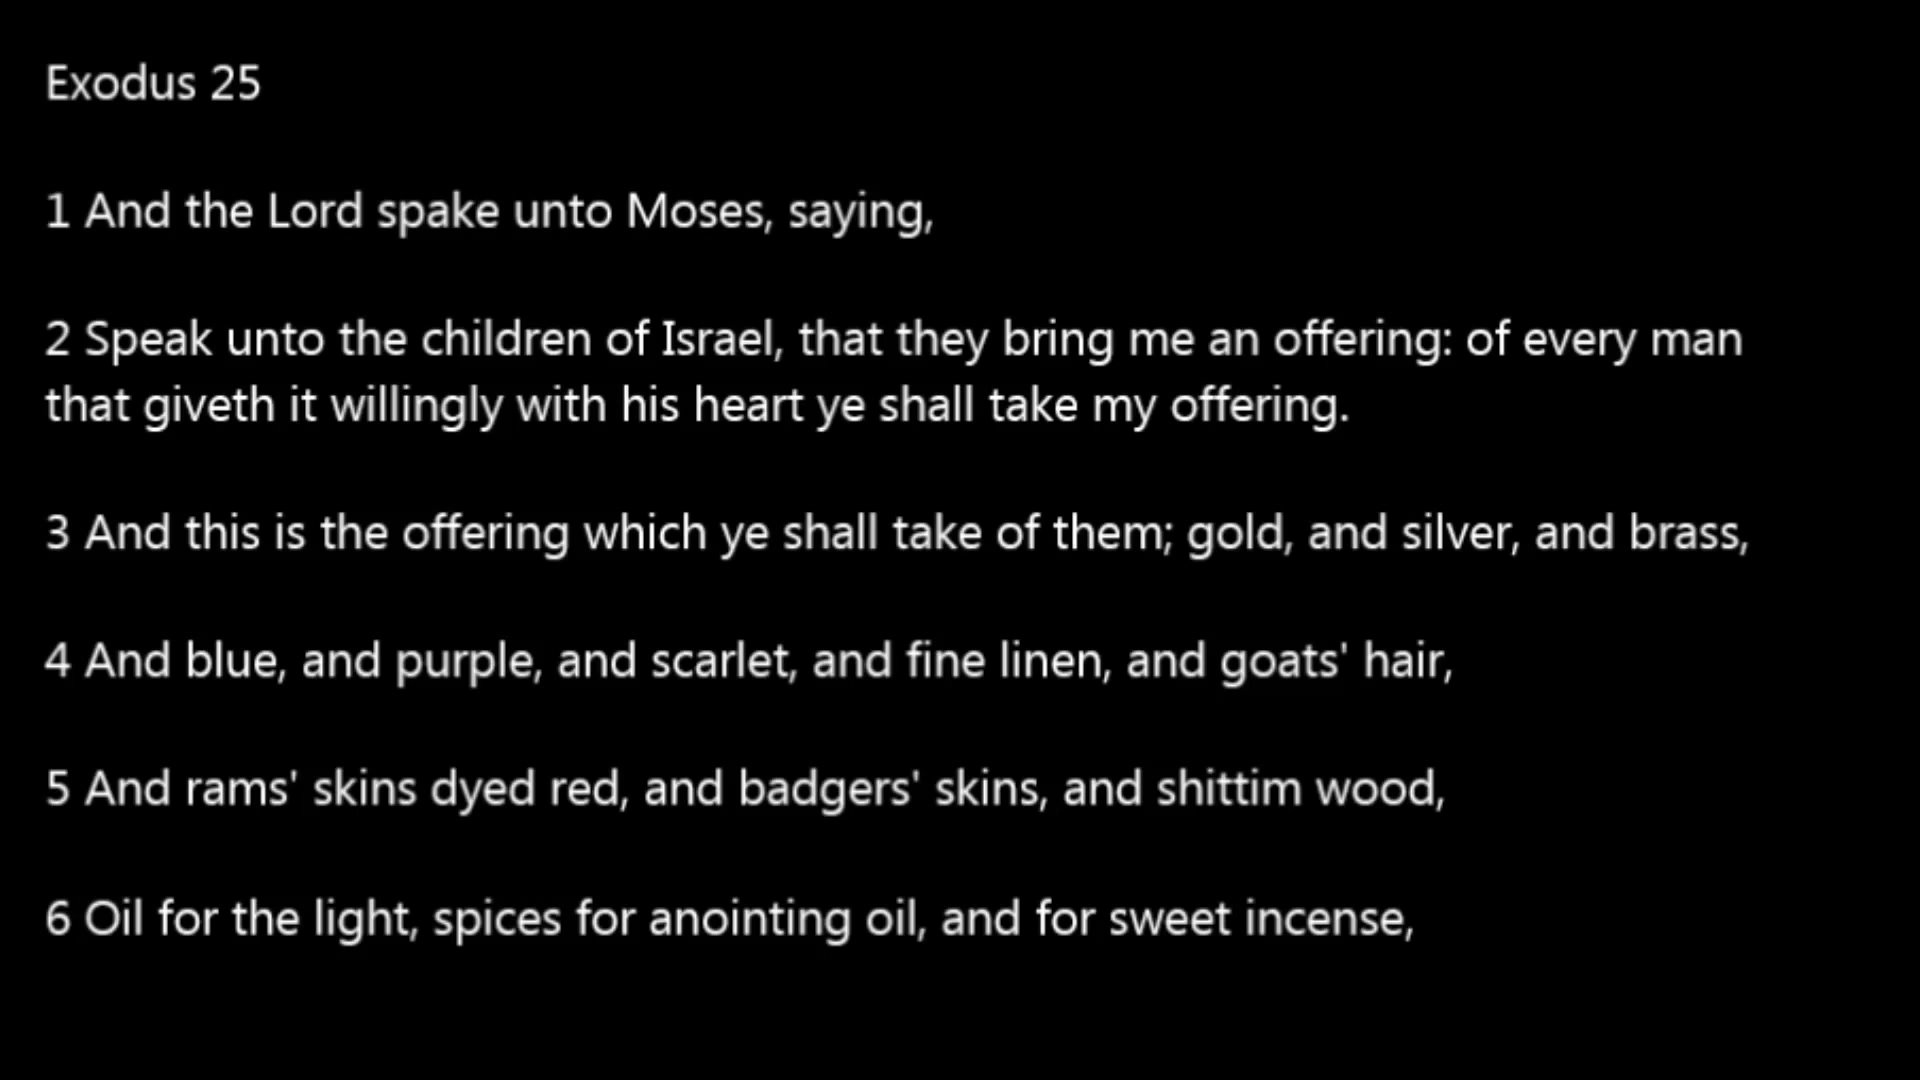 Exodus 25
1 And the Lord spake unto Moses, saying,
2 Speak unto the children of Israel, that they bring me an offering: of every man
that giveth it willingly with his heart ye shall take my offering.
3 And this is the offering which ye shall take of them; gold, and silver, and brass,
4 And blue, and purple, and scarlet, and fine linen, and goats' hair,
5 And rams' skins dyed red, and badgers' skins, and shittim wood,
6 Oil for the light, spices for anointing oil, and for sweet incense,